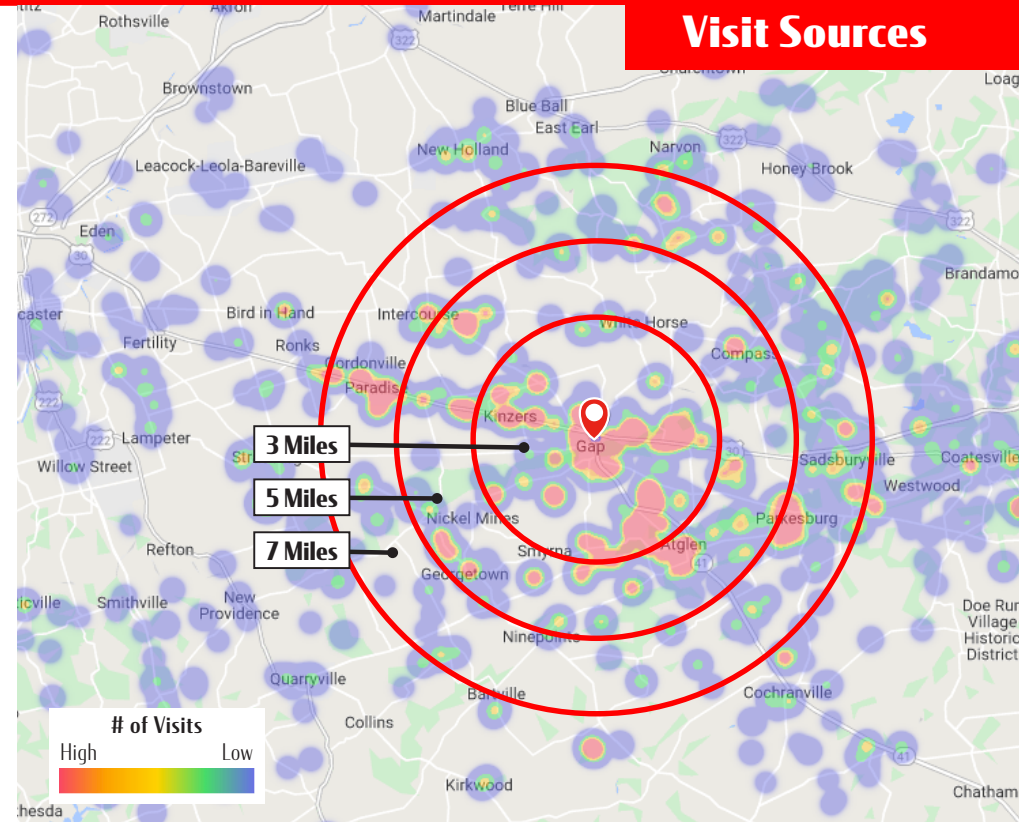 Visit Sources
Rothsville
Akron
Martindale
Terre Hill
322
Churchtown
Brownstown
Blue Ball
East Earl
New Holland
Narvon
322
Leacock-Leola-Bareville
Honey Brook
272
Eden
322
30
Brandamo
caster
Bird in Hand
Intercourse
White Horse
Fertility
Ronks
Gordonville
Compass
Paradise
222
Kinzers
222
Lampeter
Gap
30
3 Miles
Willow Street
Sadsburyville
Coatesville
Westwood
5 Miles
Nickel Mines
Parkesburg
7 Miles
Refton
Smyrna
Atglen
41
Georgetown
icville
Smithville
New
Providence
Doe Run
Village
Historic
District
Ninepoints
Quarryville
Bartville
Cochranville
Collins
# of Visits
High
Low
41
Kirkwood
Chatham
hesda